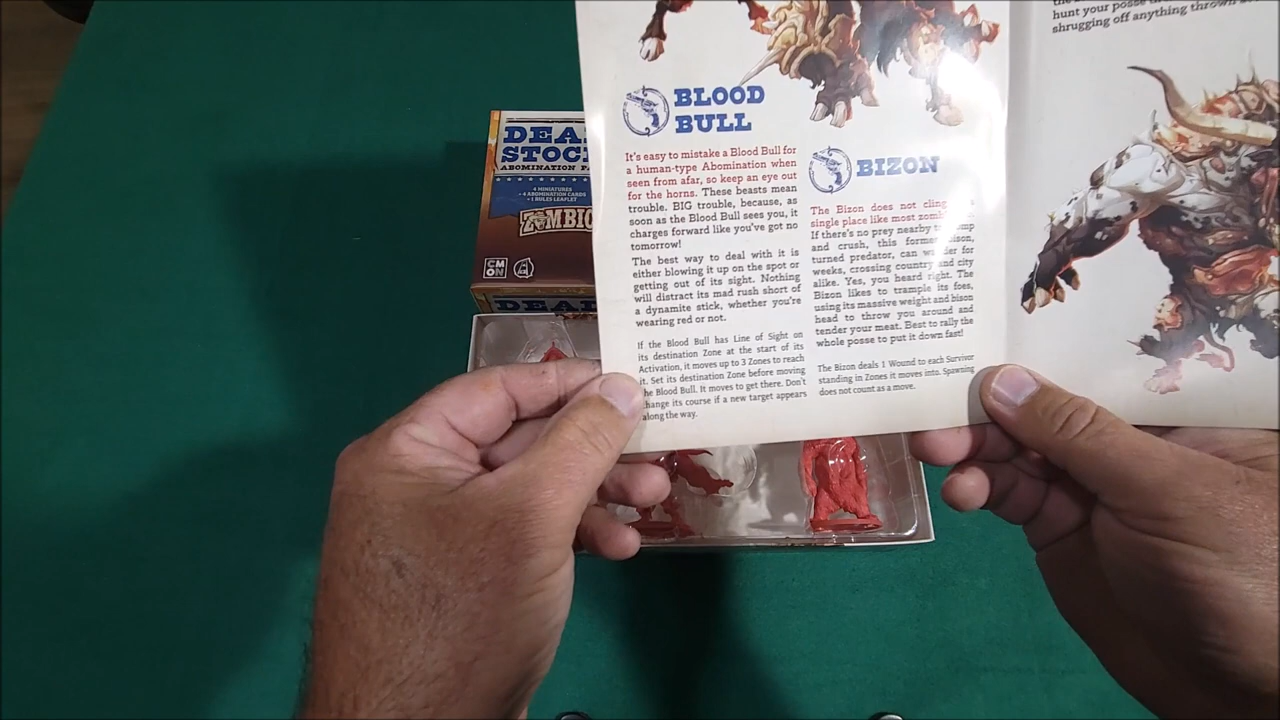 hunt your posse
shrugging off anything thrown
DEA
STOC
ABOMINATION PA
4 MINIATURES
+ 4 ABOMINATION CARDS
+ 1 RULES LEAFLET
ZOMBIC
CM
ON
DEAD
BLOOD
BULL
It's easy to mistake a Blood Bull for
a human-type Abomination when
seen from afar, so keep an eye out
for the horns. These beasts mean
trouble. BIG trouble, because, as
soon as the Blood Bull sees you, it
charges forward like you've got no
tomorrow!
The best way to deal with it is
either blowing it up on the spot or
getting out of its sight. Nothing
will distract its mad rush short of
a dynamite stick, whether you're
wearing red or not.
If the Blood Bull has Line of Sight on
its destination Zone at the start of its
Activation, it moves up to 3 Zones to reach
it. Set its destination Zone before moving
he Blood Bull. It moves to get there. Don't
hange its course if a new target appears
along the way.
BIZON
The Bizon does not cling a
single place like most zomb
If there's no prey nearby mp
and crush, this former ison,
turned predator, can w der for
weeks, crossing country and city
alike. Yes, you heard right. The
Bizon likes to trample its foes,
using its massive weight and bison
head to throw you around and
tender your meat. Best to rally the
whole posse to put it down fast!
The Bizon deals 1 Wound to each Survivor
standing in Zones it moves into. Spawning
does not count as a move.